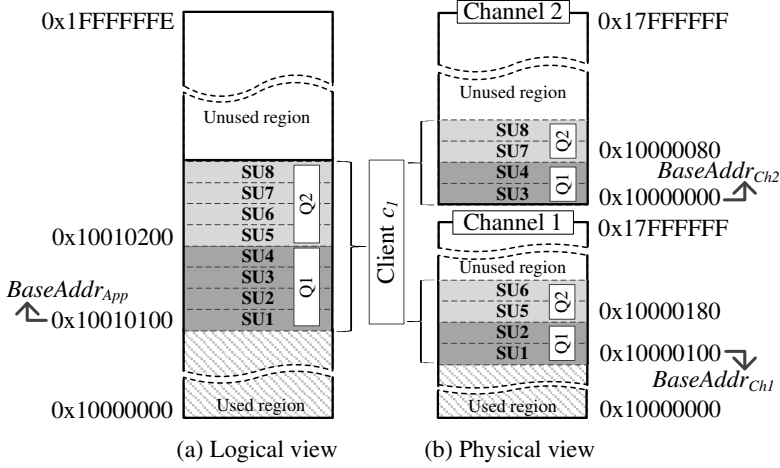 0x1FFFFFFE
Unused region
SU8
SU7
SU6
SU5
Q2
0x10010200
SU4
SU3
SU2
SU1
Q1
BaseAddrApp
0x10010100
Used region
0x10000000
(a) Logical view
Client c1
Channel 2
0x17FFFFFF
Unused region
SU8
SU7
Q2
0x10000080
SU4
SU3
Q1
BaseAddrCh2
0x10000000
Channel 1
0x17FFFFFF
Unused region
SU6
SU5
Q2
0x10000180
SU2
SU1
Q1
0x10000100
BaseAddrCh1
Used region
0x10000000
(b) Physical view